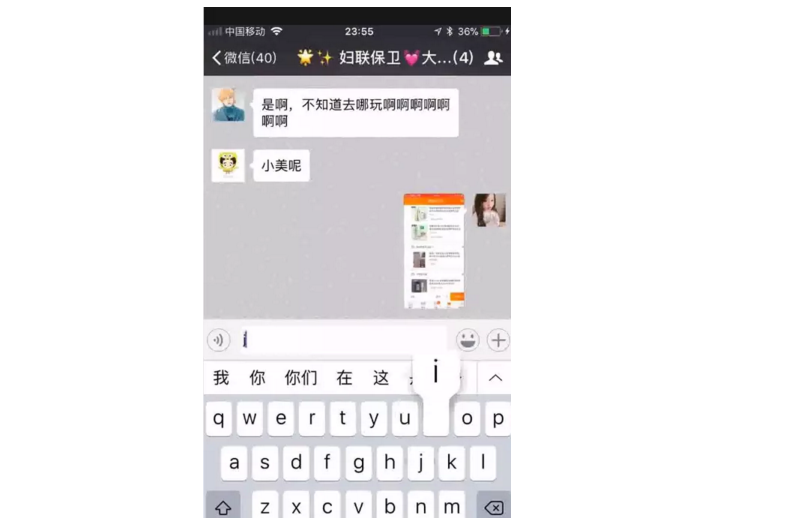 中国移动 23:55 36%
微信(40) 🌟✨ 妇联保卫💓大...(4)
是啊，不知道去哪玩啊啊啊啊啊
啊啊
小美呢
i
我 你 你们 在 这
i
q w e r t y u o p
a s d f g h j k l
z x c v b n m